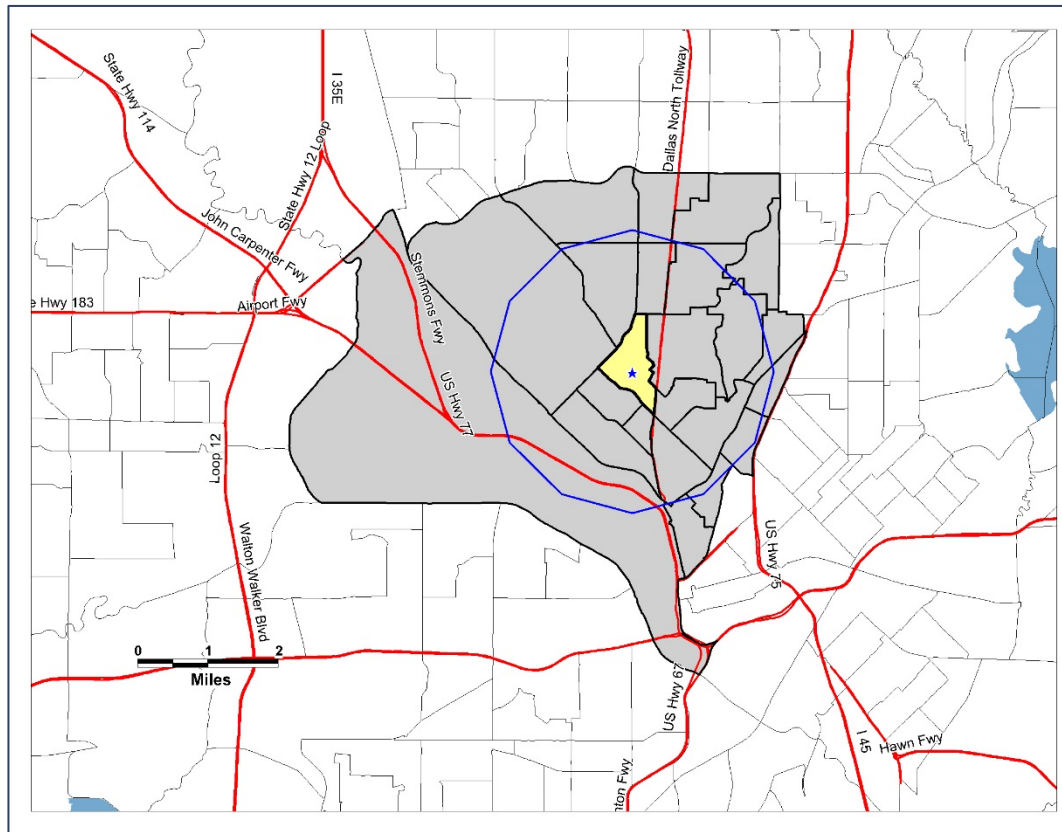 State Hwy 114
I 35E
Dallas North Tollway
State Hwy 12 Loop
John Carpenter Fwy
Stemmons Fwy
e Hwy 183
Airport Fwy
US Hwy 77
Loop 12
US Hwy 75
Walton Walker Blvd
0 1 2
Miles
US Hwy 67
I 45
Hawn Fwy
nton Fwy